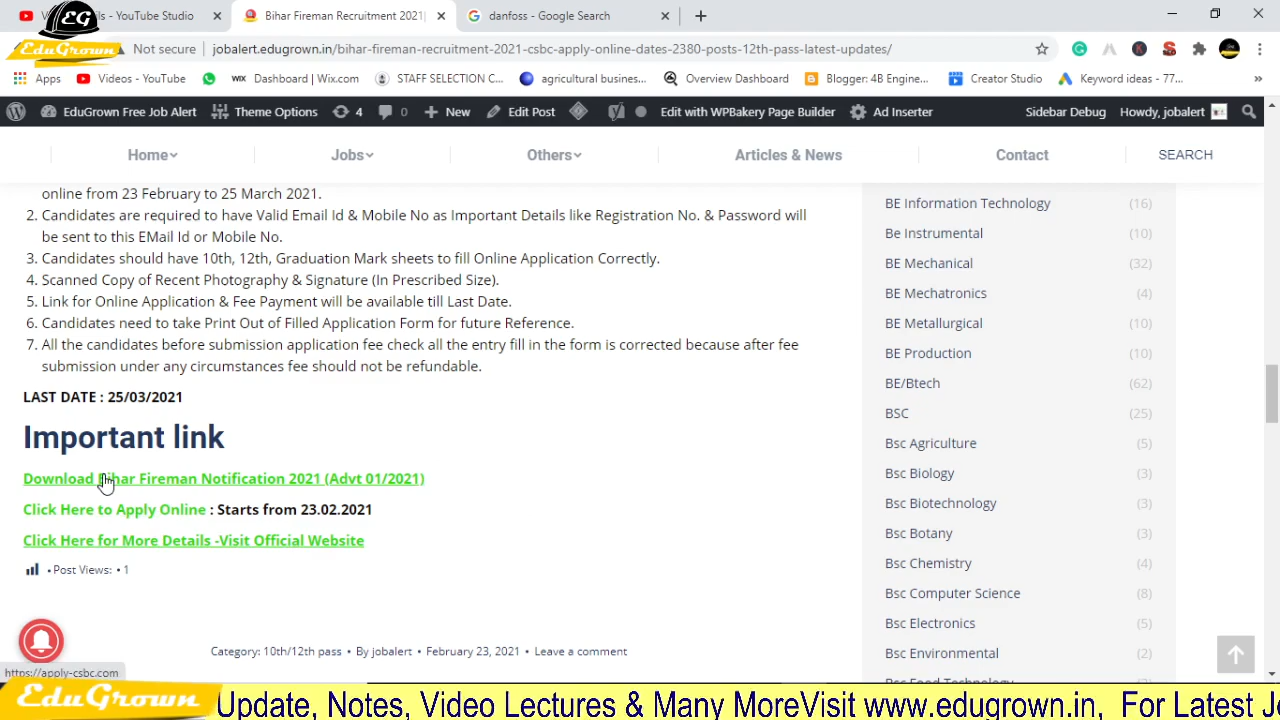 ls - YouTube Studio
Bihar Fireman Recruitment 2021|
danfoss - Google Search
EG
EduGrown
Not secure
jobalert.edugrown.in/bihar-fireman-recruitment-2021-csbc-apply-online-dates-2380-posts-12th-pass-latest-updates/
Apps
Videos - YouTube
WIX Dashboard | Wix.com
STAFF SELECTION C...
agricultural busines...
Overview Dashboa...
Blogger: 4B Engine...
Creator Studio
Keyword ideas - 77...
»
EduGrown Free Job Alert
Theme Options
4
0
New
Edit Post
Edit with WPBakery Page Builder
Ad Inserter
Sidebar Debug
Howdy, jobalert
Home
Jobs
Others
Articles & News
Contact
SEARCH
online from 23 February to 25 March 2021.
2. Candidates are required to have Valid Email Id & Mobile No as Important Details like Registration No. & Password will
be sent to this EMail Id or Mobile No.
3. Candidates should have 10th, 12th, Graduation Mark sheets to fill Online Application Correctly.
4. Scanned Copy of Recent Photography & Signature (In Prescribed Size).
5. Link for Online Application & Fee Payment will be available till Last Date.
6. Candidates need to take Print Out of Filled Application Form for future Reference.
7. All the candidates before submission application fee check all the entry fill in the form is corrected because after fee
submission under any circumstances fee should not be refundable.
LAST DATE : 25/03/2021
Important link
Download Bihar Fireman Notification 2021 (Advt 01/2021)
Click Here to Apply Online : Starts from 23.02.2021
Click Here for More Details -Visit Official Website
• Post Views: • 1
Category: 10th/12th pass • By jobalert • February 23, 2021 • Leave a comment
BE Information Technology (16)
Be Instrumental (10)
BE Mechanical (32)
BE Mechatronics (4)
BE Metallurgical (10)
BE Production (10)
BE/Btech (62)
BSC (25)
Bsc Agriculture (5)
Bsc Biology (3)
Bsc Biotechnology (3)
Bsc Botany (3)
Bsc Chemistry (4)
Bsc Computer Science (8)
Bsc Electronics (5)
Bsc Environmental (2)
Bsc Food Technology
https://apply-csbc.com
EduGrown
Update, Notes, Video Lectures & Many MoreVisit www.edugrown.in, For Latest Jo